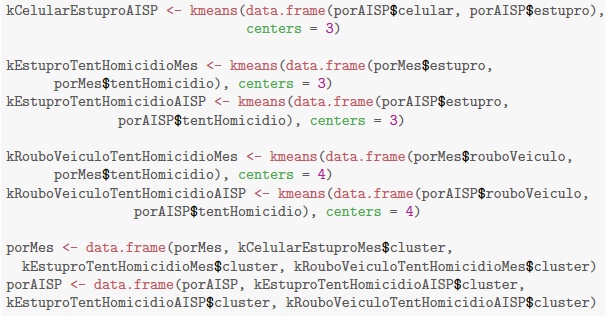 kCelularEstuproAISP <- kmeans(data.frame(porAISP$celular, porAISP$estupro),
centers = 3)
kEstuproTentHomicidioMes <- kmeans(data.frame(porMes$estupro,
porMes$tentHomicidio), centers = 3)
kEstuproTentHomicidioAISP <- kmeans(data.frame(porAISP$estupro,
porAISP$tentHomicidio), centers = 3)
kRouboVeiculoTentHomicidioMes <- kmeans(data.frame(porMes$rouboVeiculo,
porMes$tentHomicidio), centers = 4)
kRouboVeiculoTentHomicidioAISP <- kmeans(data.frame(porAISP$rouboVeiculo,
porAISP$tentHomicidio), centers = 4)
porMes <- data.frame(porMes, kCelularEstuproMes$cluster,
kEstuproTentHomicidioMes$cluster, kRouboVeiculoTentHomicidioMes$cluster)
porAISP <- data.frame(porAISP, kEstuproTentHomicidioAISP$cluster,
kEstuproTentHomicidioAISP$cluster, kRouboVeiculoTentHomicidioAISP$cluster)